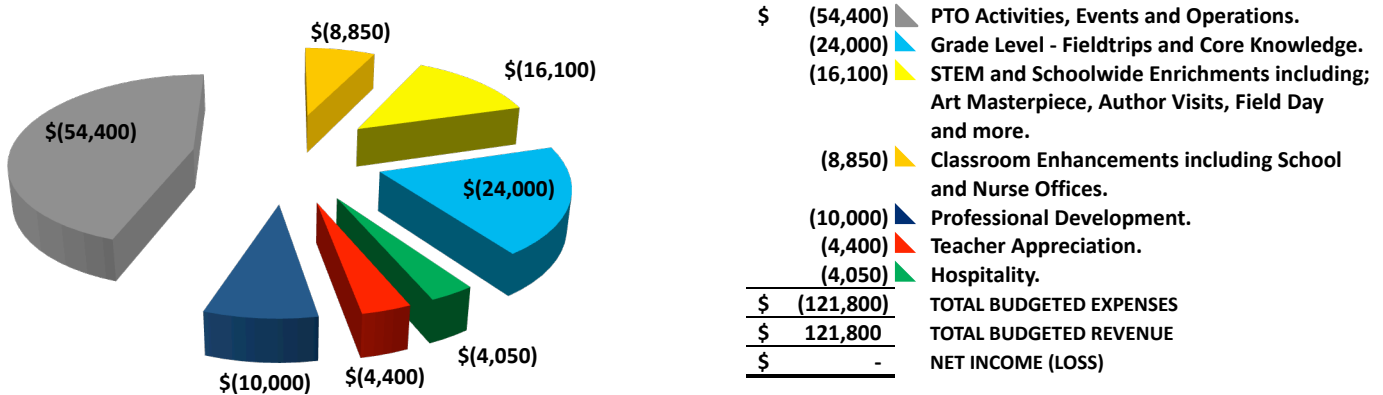 $(8,850)
$(16,100)
$(54,400)
$(24,000)
$(4,050)
$(4,400)
$(10,000)
$ (54,400) PTO Activities, Events and Operations.
(24,000) Grade Level - Fieldtrips and Core Knowledge.
(16,100) STEM and Schoolwide Enrichments including;
Art Masterpiece, Author Visits, Field Day
and more.
(8,850) Classroom Enhancements including School
and Nurse Offices.
(10,000) Professional Development.
(4,400) Teacher Appreciation.
(4,050) Hospitality.
$ (121,800) TOTAL BUDGETED EXPENSES
$ 121,800 TOTAL BUDGETED REVENUE
$ - NET INCOME (LOSS)